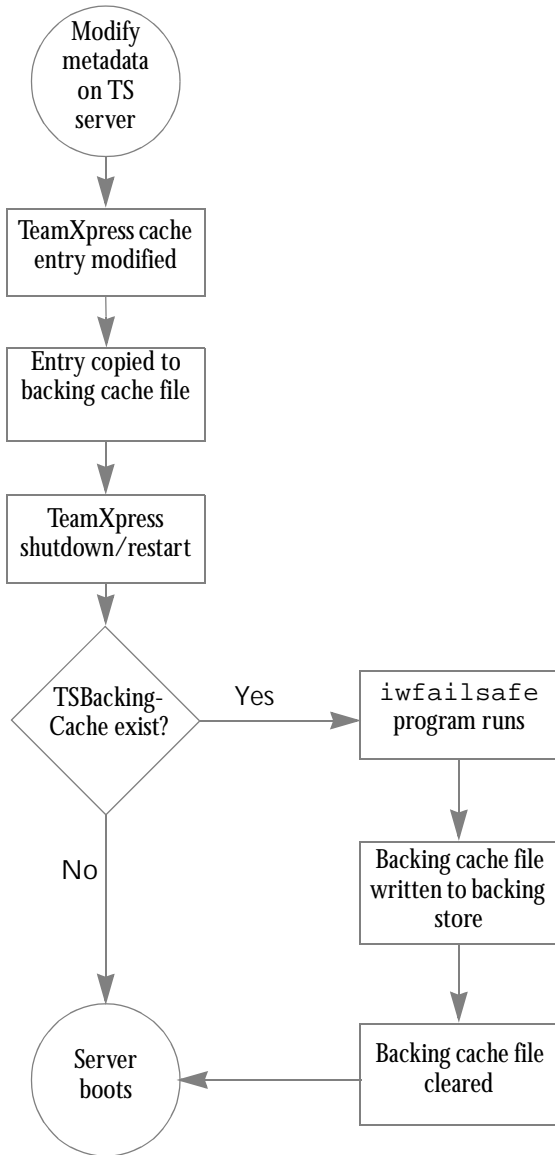 Modify
metadata
on TS
server
TeamXpress cache
entry modified
Entry copied to
backing cache file
TeamXpress
shutdown/restart
TSBacking-
Cache exist?
Yes
iwfailsafe
program runs
Backing cache file
written to backing
store
No
Backing cache file
cleared
Server
boots